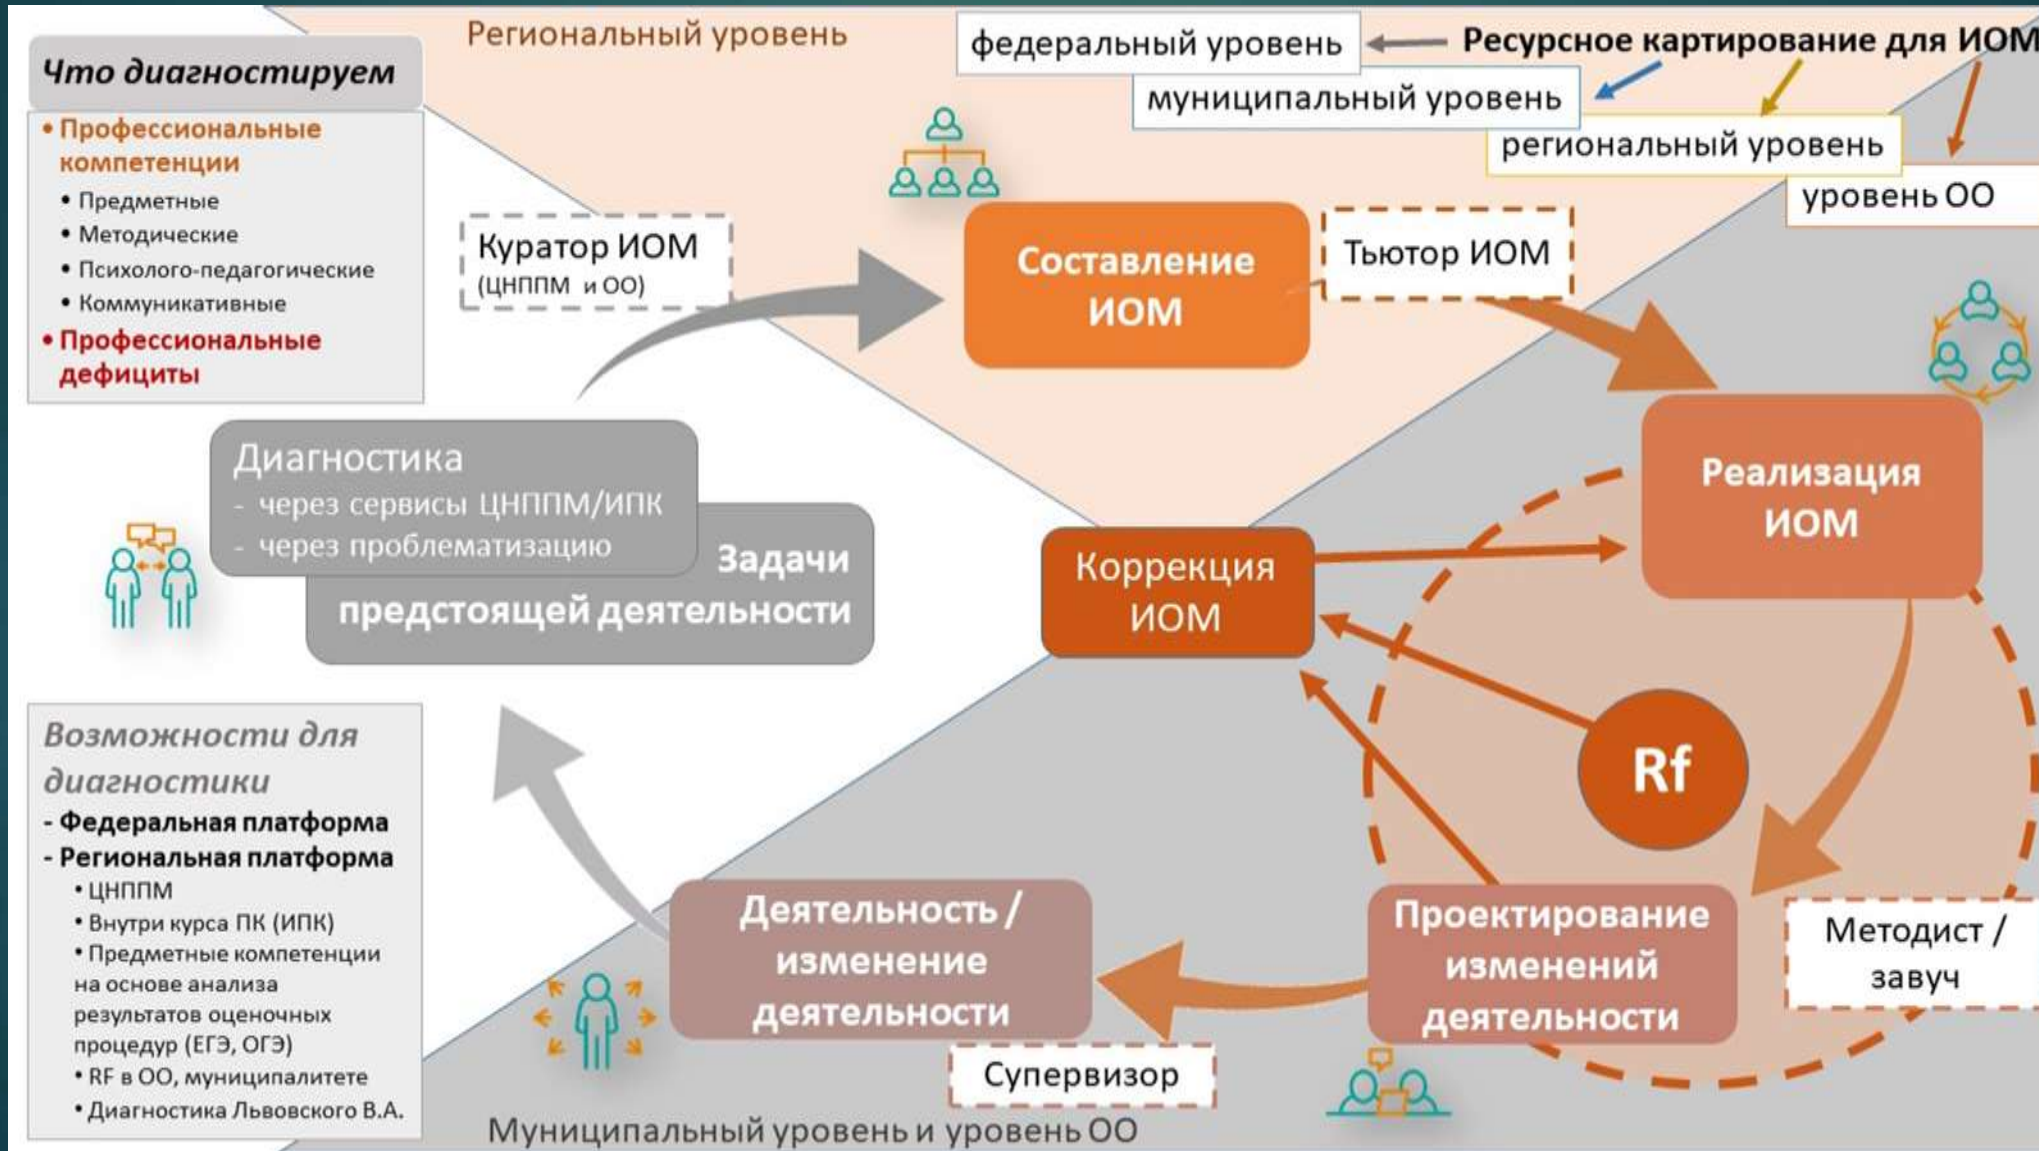 Региональный уровень
Ресурсное картирование для ИОМ
федеральный уровень
муниципальный уровень
региональный уровень
уровень ОО
Что диагностируем
• Профессиональные
компетенции
• Предметные
• Методические
• Психолого-педагогические
• Коммуникативные
• Профессиональные
дефициты
Куратор ИОМ
(ЦНППМ и ОО)
Составление
ИОМ
Тьютор ИОМ
Диагностика
- через сервисы ЦНППМ/ИПК
- через проблематизацию
Задачи
предстоящей деятельности
Коррекция
ИОМ
Реализация
ИОМ
Rf
Возможности для
диагностики
- Федеральная платформа
- Региональная платформа
• ЦНППМ
• Внутри курса ПК (ИПК)
• Предметные компетенции
на основе анализа
результатов оценочных
процедур (ЕГЭ, ОГЭ)
• RF в ОО, муниципалитете
• Диагностика Львовского В.А.
Деятельность /
изменение
деятельности
Проектирование
изменений
деятельности
Методист /
завуч
Супервизор
Муниципальный уровень и уровень ОО